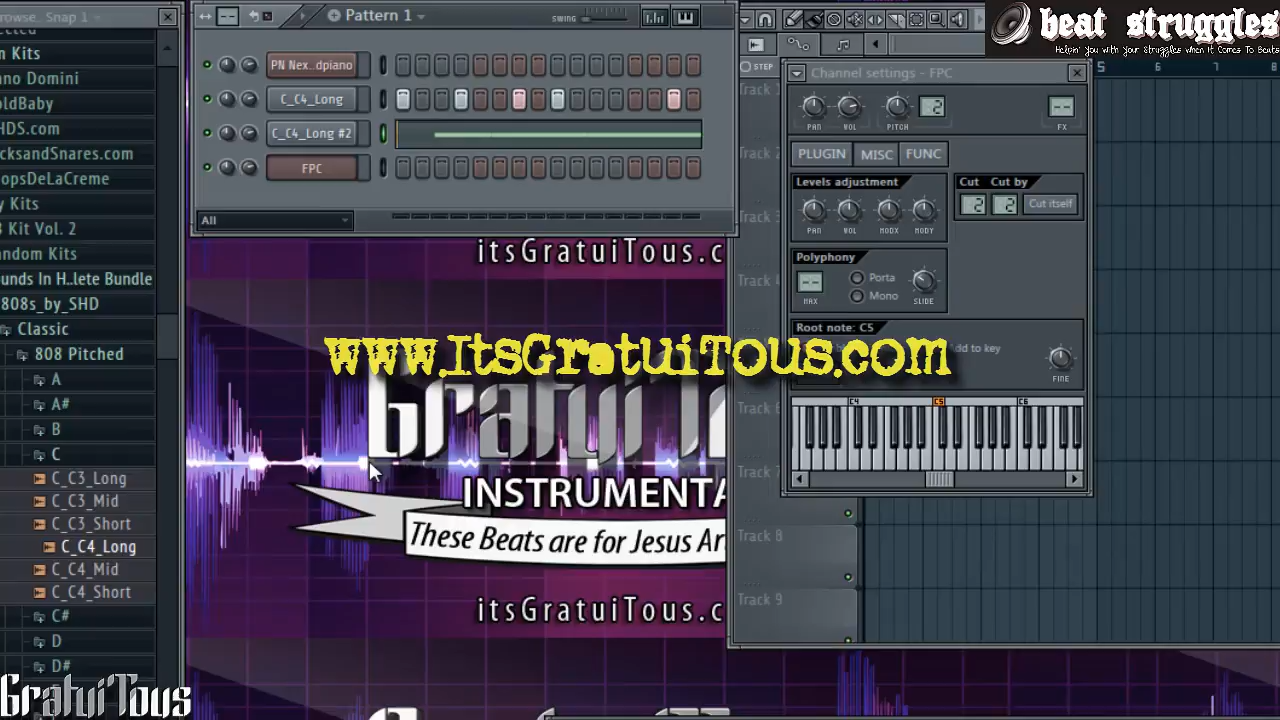 Browse. Snap 1
Pattern 1
SWING
beat struggles
Helpin' You with your Struggles when It Comes To Beats
n Kits
ano Domini
oldBaby
HDS.com
cksandSnares.com
opsDeLaCreme
y Kits
8 Kit Vol. 2
andom Kits
ounds In H..lete Bundle
808s_by_SHD
Classic
808 Pitched
A
A#
B
C
C_C3_Long
C_C3_Mid
C_C3_Short
C_C4_Long
C_C4_Mid
C_C4_Short
C#
D
D#
PN Nex..dpiano
C_C4_Long
C_C4_Long #2
FPC
All
STEP
5 6 7 8
Track 1
Track 2
Track 3
Track 4
Track 6
Track 7
Track 8
Track 9
Channel settings - FPC
PAN VOL PITCH 2 -- FX
PLUGIN MISC FUNC
Levels adjustment
PAN VOL MODX MODY
Cut Cut by
2 2 Cut itself
Polyphony
-- MAX
Porta
Mono
SLIDE
Root note: C5
Add to key
FINE
C4 C5 C6
itsGratuiTous.c
www.ItsGratuiTous.com
GratuiT
INSTRUMENTA
These Beats are for Jesus Ar
itsGratuiTous.c
GratuiTous